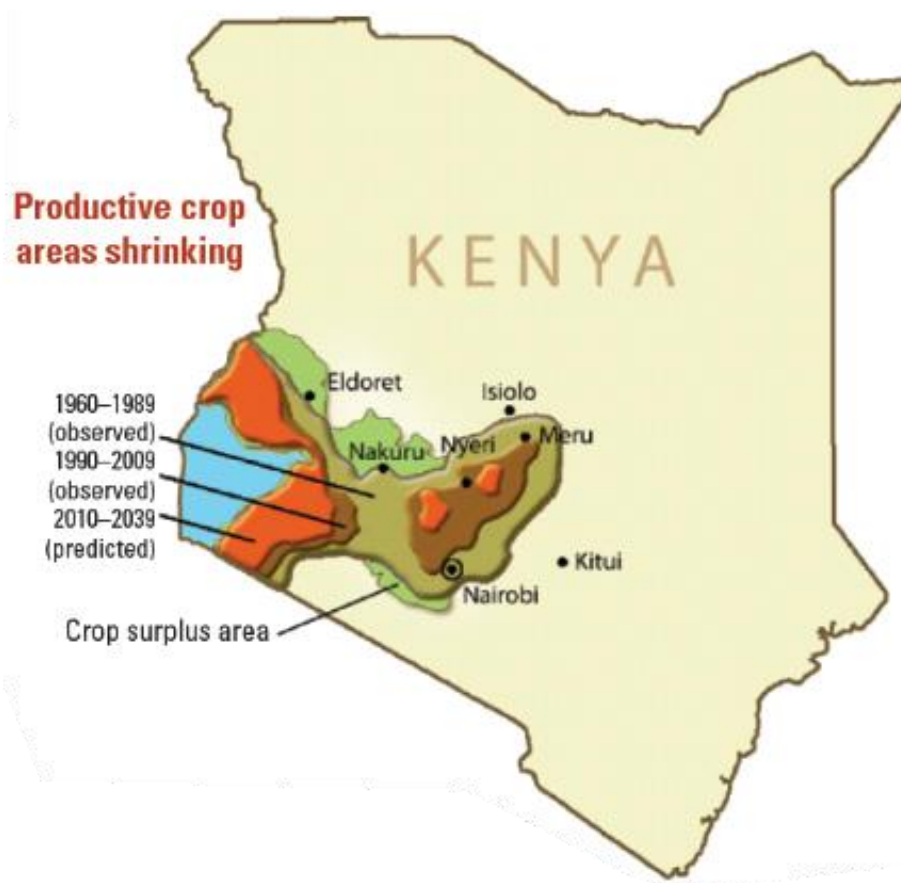 Productive crop
areas shrinking
KENYA
Eldoret
Isiolo
1960–1989
(observed)
Nakuru
Nyeri
Meru
1990–2009
(observed)
2010–2039
(predicted)
Kitui
Nairobi
Crop surplus area